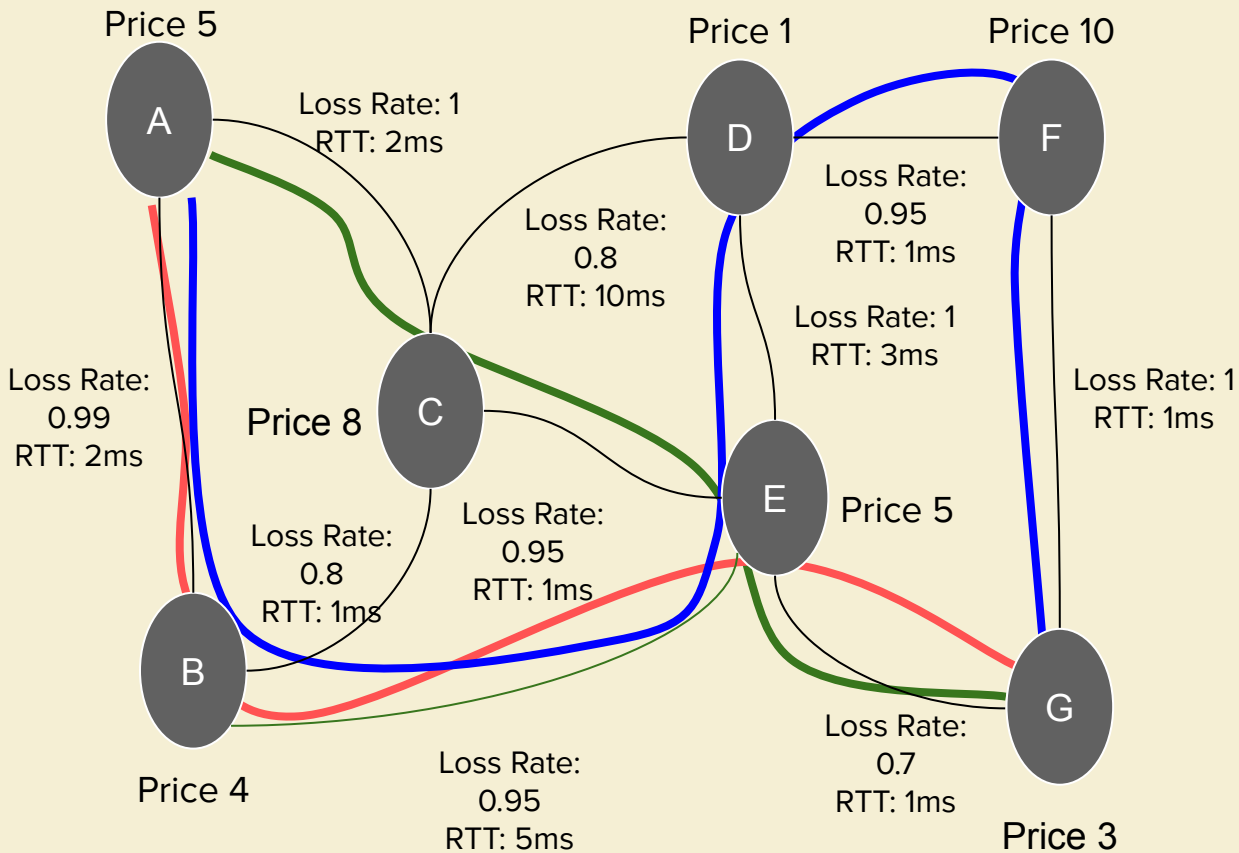 Price 5
Price 1
Price 10
A
Loss Rate: 1
RTT: 2ms
D
F
Loss Rate:
0.95
RTT: 1ms
Loss Rate:
0.8
RTT: 10ms
Loss Rate: 1
RTT: 3ms
Loss Rate:
0.99
RTT: 2ms
Loss Rate: 1
RTT: 1ms
Price 8
C
E
Price 5
Loss Rate:
0.8
RTT: 1ms
Loss Rate:
0.95
RTT: 1ms
B
G
Price 4
Loss Rate:
0.95
RTT: 5ms
Loss Rate:
0.7
RTT: 1ms
Price 3